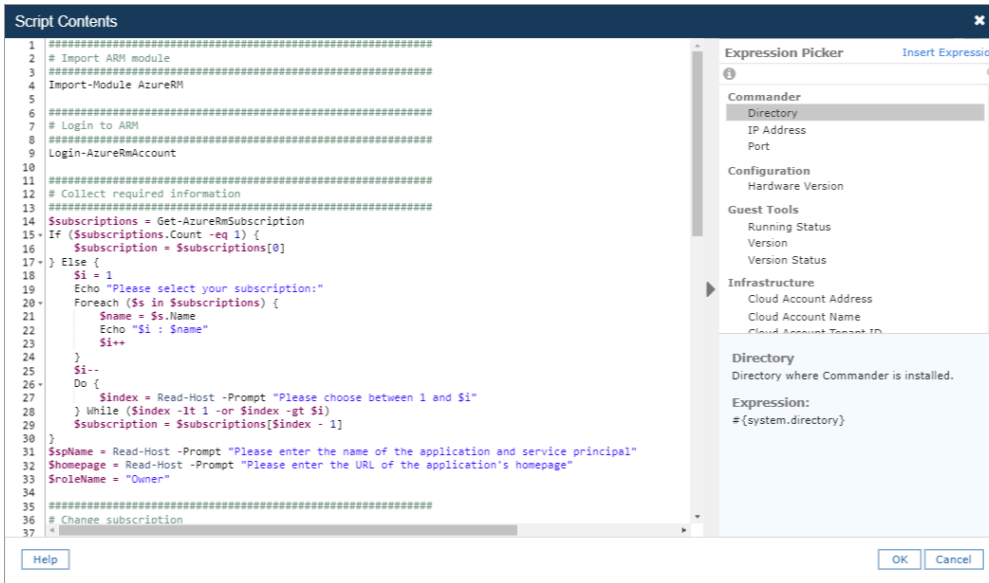 Script Contents
1 ############################################################
2 # Import ARM module
3 ############################################################
4 Import-Module AzureRM
5
6 ############################################################
7 # Login to ARM
8 ############################################################
9 Login-AzureRmAccount
10
11 ############################################################
12 # Collect required information
13 ############################################################
14 $subscriptions = Get-AzureRmSubscription
15 If ($subscriptions.Count -eq 1) {
16     $subscription = $subscriptions[0]
17 } Else {
18     $i = 1
19     Echo "Please select your subscription:"
20     Foreach ($s in $subscriptions) {
21         $name = $s.Name
22         Echo "$i : $name"
23         $i++
24     }
25     $i--
26     Do {
27         $index = Read-Host -Prompt "Please choose between 1 and $i"
28     } While ($index -lt 1 -or $index -gt $i)
29     $subscription = $subscriptions[$index - 1]
30 }
31 $spName = Read-Host -Prompt "Please enter the name of the application and service principal"
32 $homepage = Read-Host -Prompt "Please enter the URL of the application's homepage"
33 $roleName = "Owner"
34
35 ############################################################
36 # Change subscription
37
Expression Picker
Insert Expressio
Commander
Directory
IP Address
Port
Configuration
Hardware Version
Guest Tools
Running Status
Version
Version Status
Infrastructure
Cloud Account Address
Cloud Account Name
Cloud Account Tenant ID
Directory
Directory where Commander is installed.
Expression:
#{system.directory}
Help
OK
Cancel